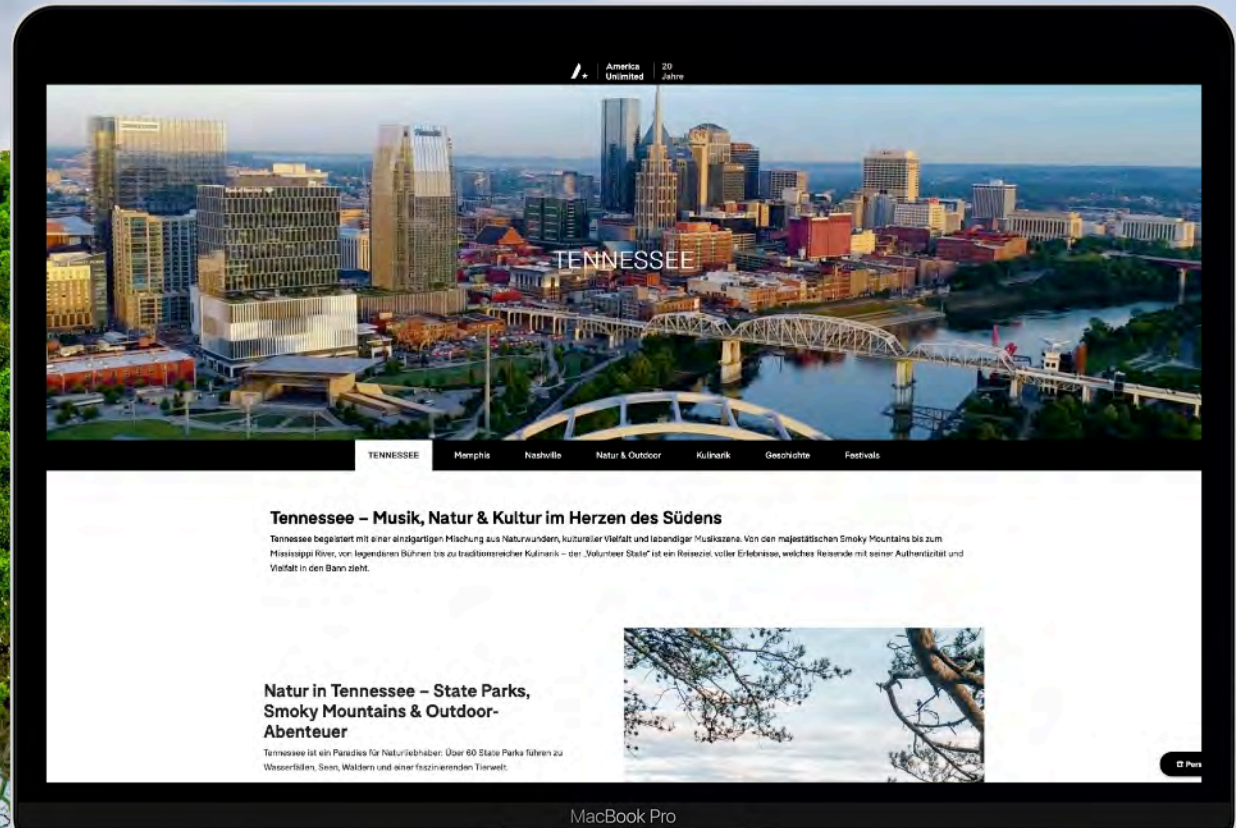 America
Unlimited
20
Jahre
TENNESSEE
TENNESSEE Memphis Nashville Natur & Outdoor Kulinarik Geschichte Festivals
Tennessee – Musik, Natur & Kultur im Herzen des Südens
Tennessee begeistert mit einer einzigartigen Mischung aus Naturwundern, kultureller Vielfalt und lebendiger Musikszene. Von den majestätischen Smoky Mountains bis zum
Mississippi River, von legendären Bühnen bis zu traditionsreicher Kulinarik – der „Volunteer State“ ist ein Reiseziel voller Erlebnisse, welches Reisende mit seiner Authentizität und
Vielfalt in den Bann zieht.
Natur in Tennessee – State Parks,
Smoky Mountains & Outdoor-
Abenteuer
Tennessee ist ein Paradies für Naturliebhaber: Über 60 State Parks führen zu
Wasserfällen, Seen, Wäldern und einer faszinierenden Tierwelt.
Pers
MacBook Pro